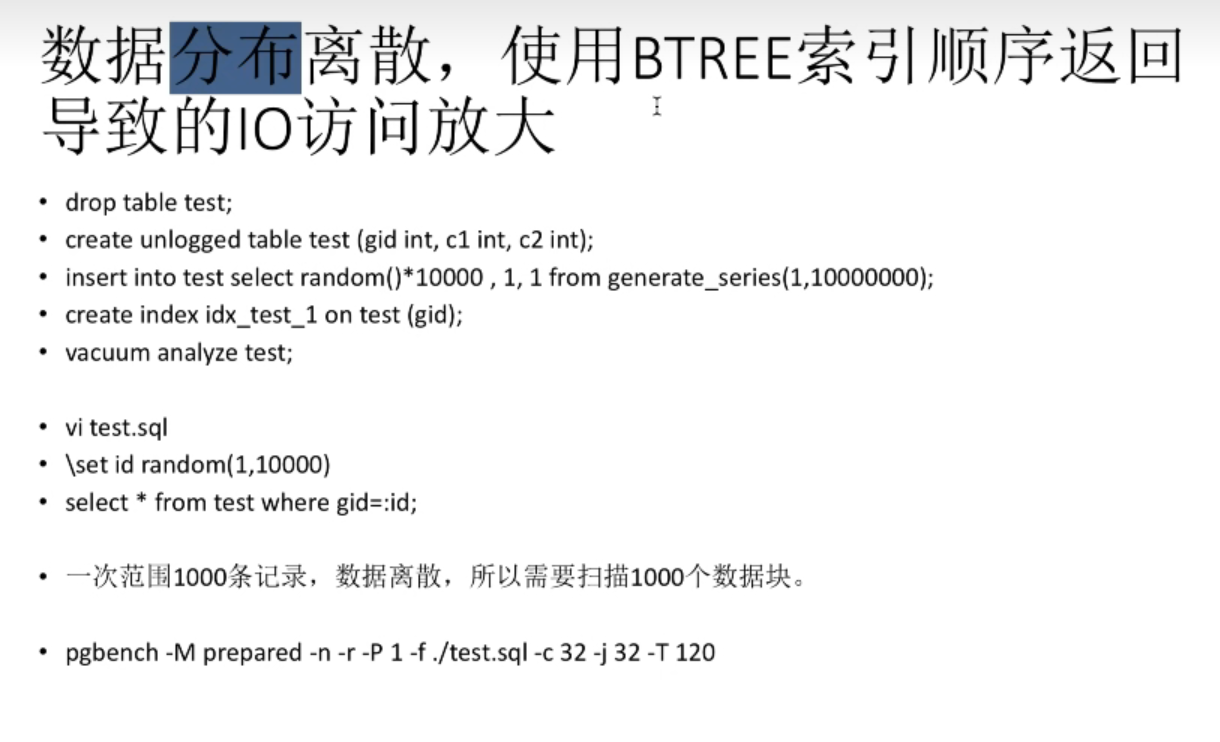 数据分布离散，使用BTREE索引顺序返回
导致的IO访问放大
• drop table test;
• create unlogged table test (gid int, c1 int, c2 int);
• insert into test select random()*10000 , 1, 1 from generate_series(1,10000000);
• create index idx_test_1 on test (gid);
• vacuum analyze test;
• vi test.sql
• \set id random(1,10000)
• select * from test where gid=:id;
• 一次范围1000条记录，数据离散，所以需要扫描1000个数据块。
• pgbench -M prepared -n -r -P 1 -f ./test.sql -c 32 -j 32 -T 120